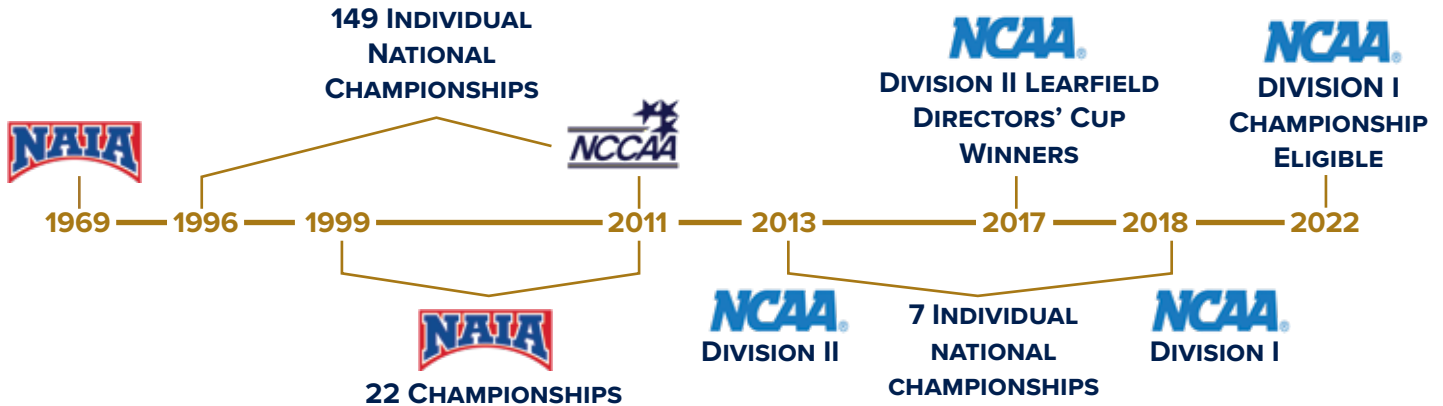 149 Individual
National
Championships
NCAA®
Division II Learfield
Directors’ Cup
Winners
NCAA®
DIVISION I
Championship
Eligible
NAIA
NCCAA
1969
1996
1999
2011
2013
2017
2018
2022
NAIA
22 Championships
NCAA®
Division II
7 Individual
national
championships
NCAA®
Division I